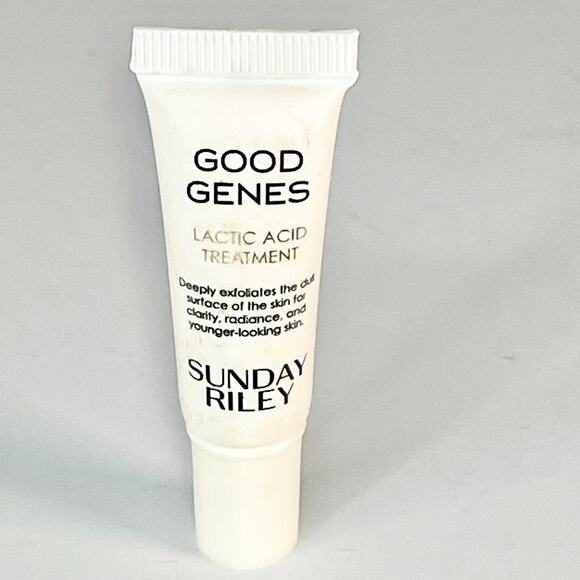 GOOD
GENES
LACTIC ACID
TREATMENT
Deeply exfoliates the dull
surface of the skin for
clarity, radiance, and
younger-looking skin.
SUNDAY
RILEY